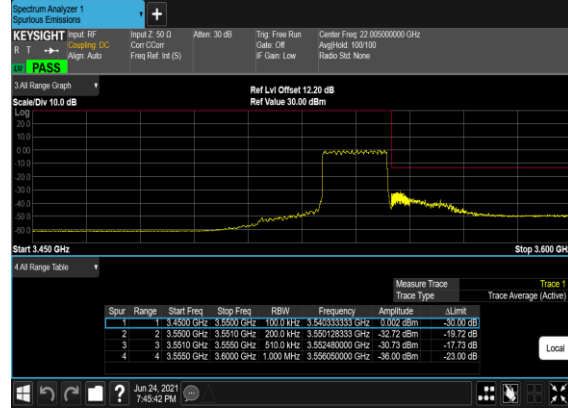 Spectrum Analyzer 1
Spurious Emissions
KEYSIGHT Input: RF Input Z: 50 Ω Atten: 30 dB Trig: Free Run Center Freq: 22.005000000 GHz
R T Coupling: DC Corr CCorr Gate: Off Avg|Hold: 100/100
Align: Auto Freq Ref: Int (S) IF Gain: Low Radio Std: None
PASS
3 All Range Graph
Ref Lvl Offset 12.20 dB
Scale/Div 10.0 dB Ref Value 30.00 dBm
Log
20.0
10.0
0.00
-10.0
-20.0
-30.0
-40.0
-50.0
-60.0
Start 3.450 GHz Stop 3.600 GH
4 All Range Table
Measure Trace Trace 1
Trace Type Trace Average (Active)
Spur Range Start Freq Stop Freq RBW Frequency Amplitude ΔLimit
1 1 3.4500 GHz 3.5500 GHz 100.0 kHz 3.540333333 GHz 0.002 dBm -30.00 dB
2 2 3.5500 GHz 3.5510 GHz 200.0 kHz 3.550128333 GHz -32.72 dBm -19.72 dB
3 3 3.5510 GHz 3.5550 GHz 510.0 kHz 3.552480000 GHz -30.73 dBm -17.73 dB
4 4 3.5550 GHz 3.6000 GHz 1.000 MHz 3.556050000 GHz -36.00 dBm -23.00 dB
Local
Jun 24, 2021
7:45:42 PM